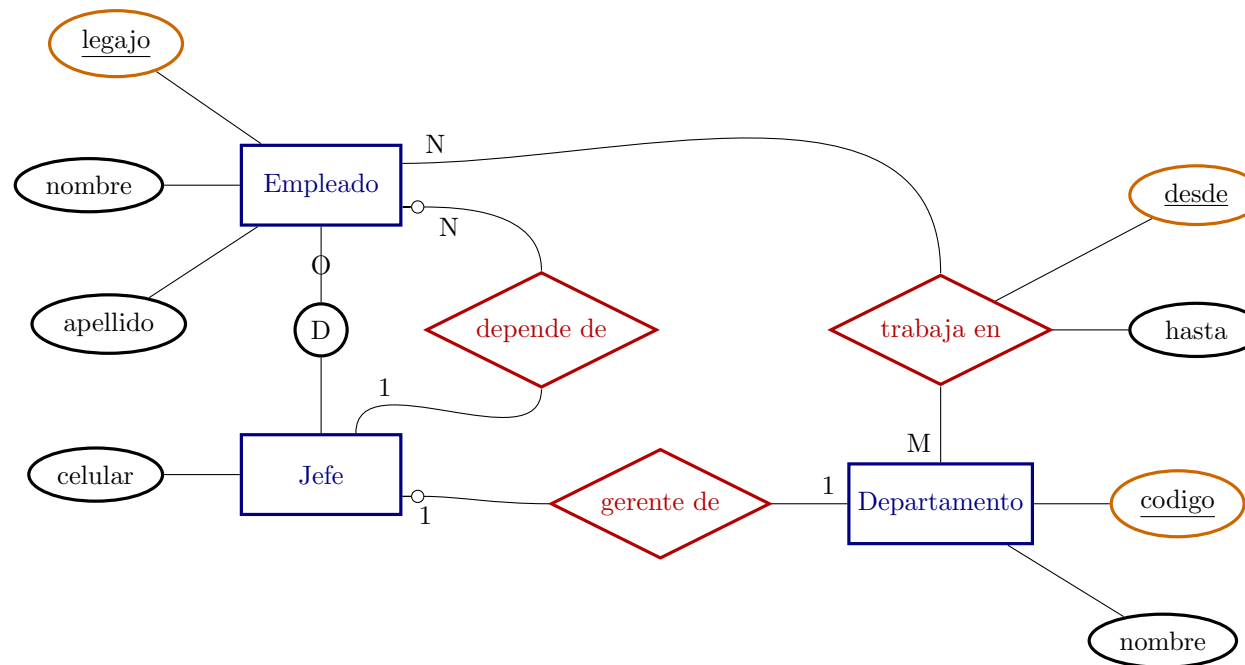 legajo
N
nombre
Empleado
desde
N
O
apellido
D
depende de
trabaja en
hasta
1
M
celular
Jefe
1
gerente de
1
Departamento
codigo
nombre